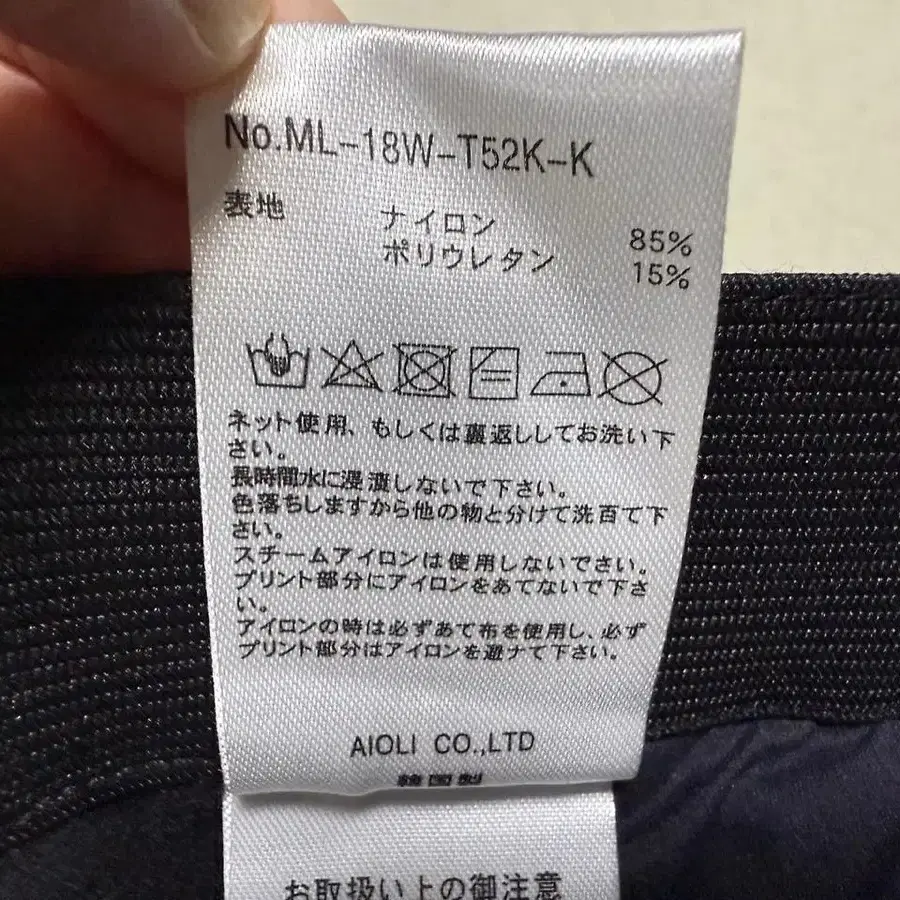 No.ML-18W-T52K-K
表地 ナイロン 85%
ポリウレタン 15%
ネット使用、もしくは裏返ししてお洗い下
さい。
長時間水に浸漬しないで下さい。
色落ちしますから他の物と分けて洗百て下
さい。
スチームアイロンは使用しないでさい。
プリント部分にアイロンをあてないで下さ
い。
アイロンの時は必ずあて布を使用し、必ず
プリント部分はアイロンを避ナて下さい。
AIOLI CO.,LTD
韓国製
お取扱い上の御注意